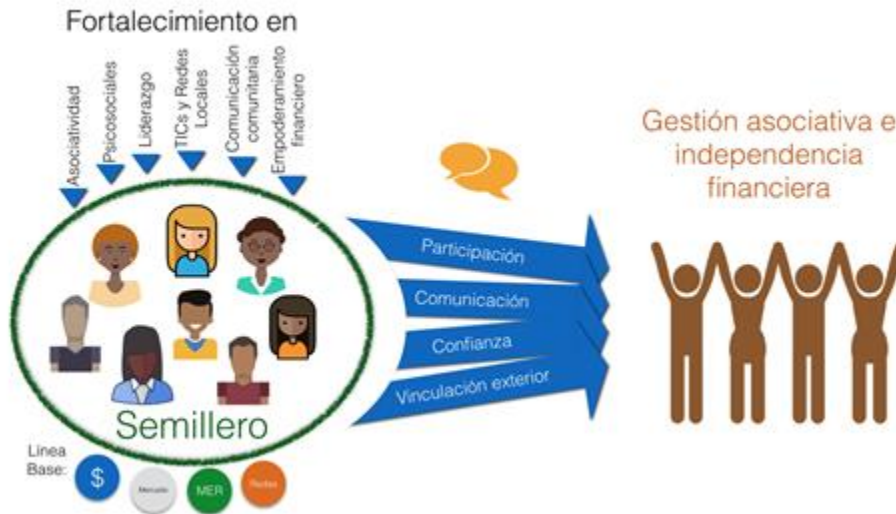 Fortalecimiento en
Asociatividad
Psicosociales
Liderazgo
TICs y Redes
Locales
Comunicación
comunitaria
Empoderamiento
financiero
Semillero
Línea
Base:
$
Mercado
MER
Redes
Participación
Comunicación
Confianza
Vinculación exterior
Gestión asociativa e
independencia
financiera